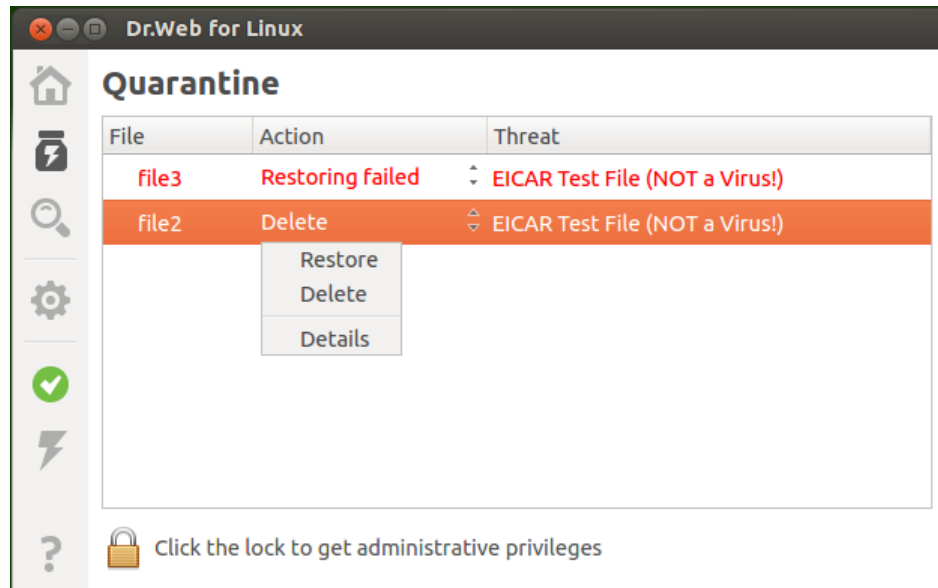 Dr.Web for Linux
Quarantine
File Action Threat
file3 Restoring failed EICAR Test File (NOT a Virus!)
file2 Delete EICAR Test File (NOT a Virus!)
Restore
Delete
Details
Click the lock to get administrative privileges